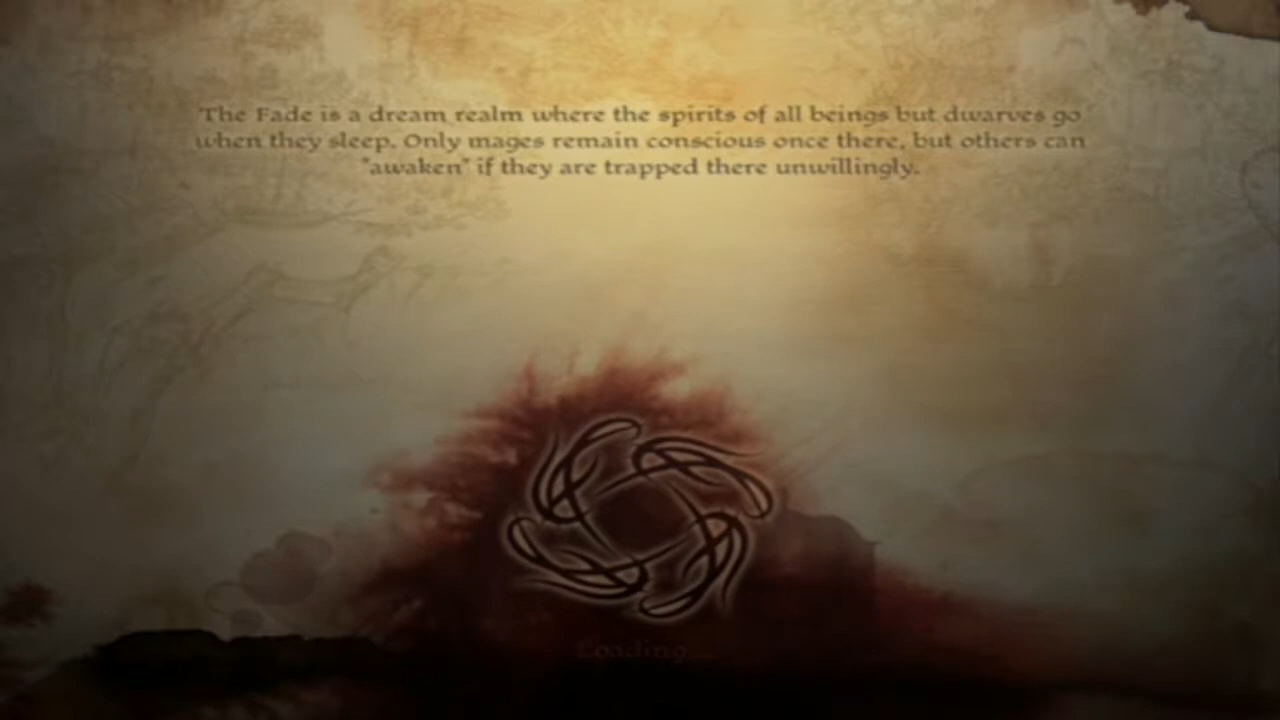 The Fade is a dream realm where the spirits of all beings but dwarves go
when they sleep. Only mages remain conscious once there, but others can
"awaken" if they are trapped there unwillingly.
Loading...